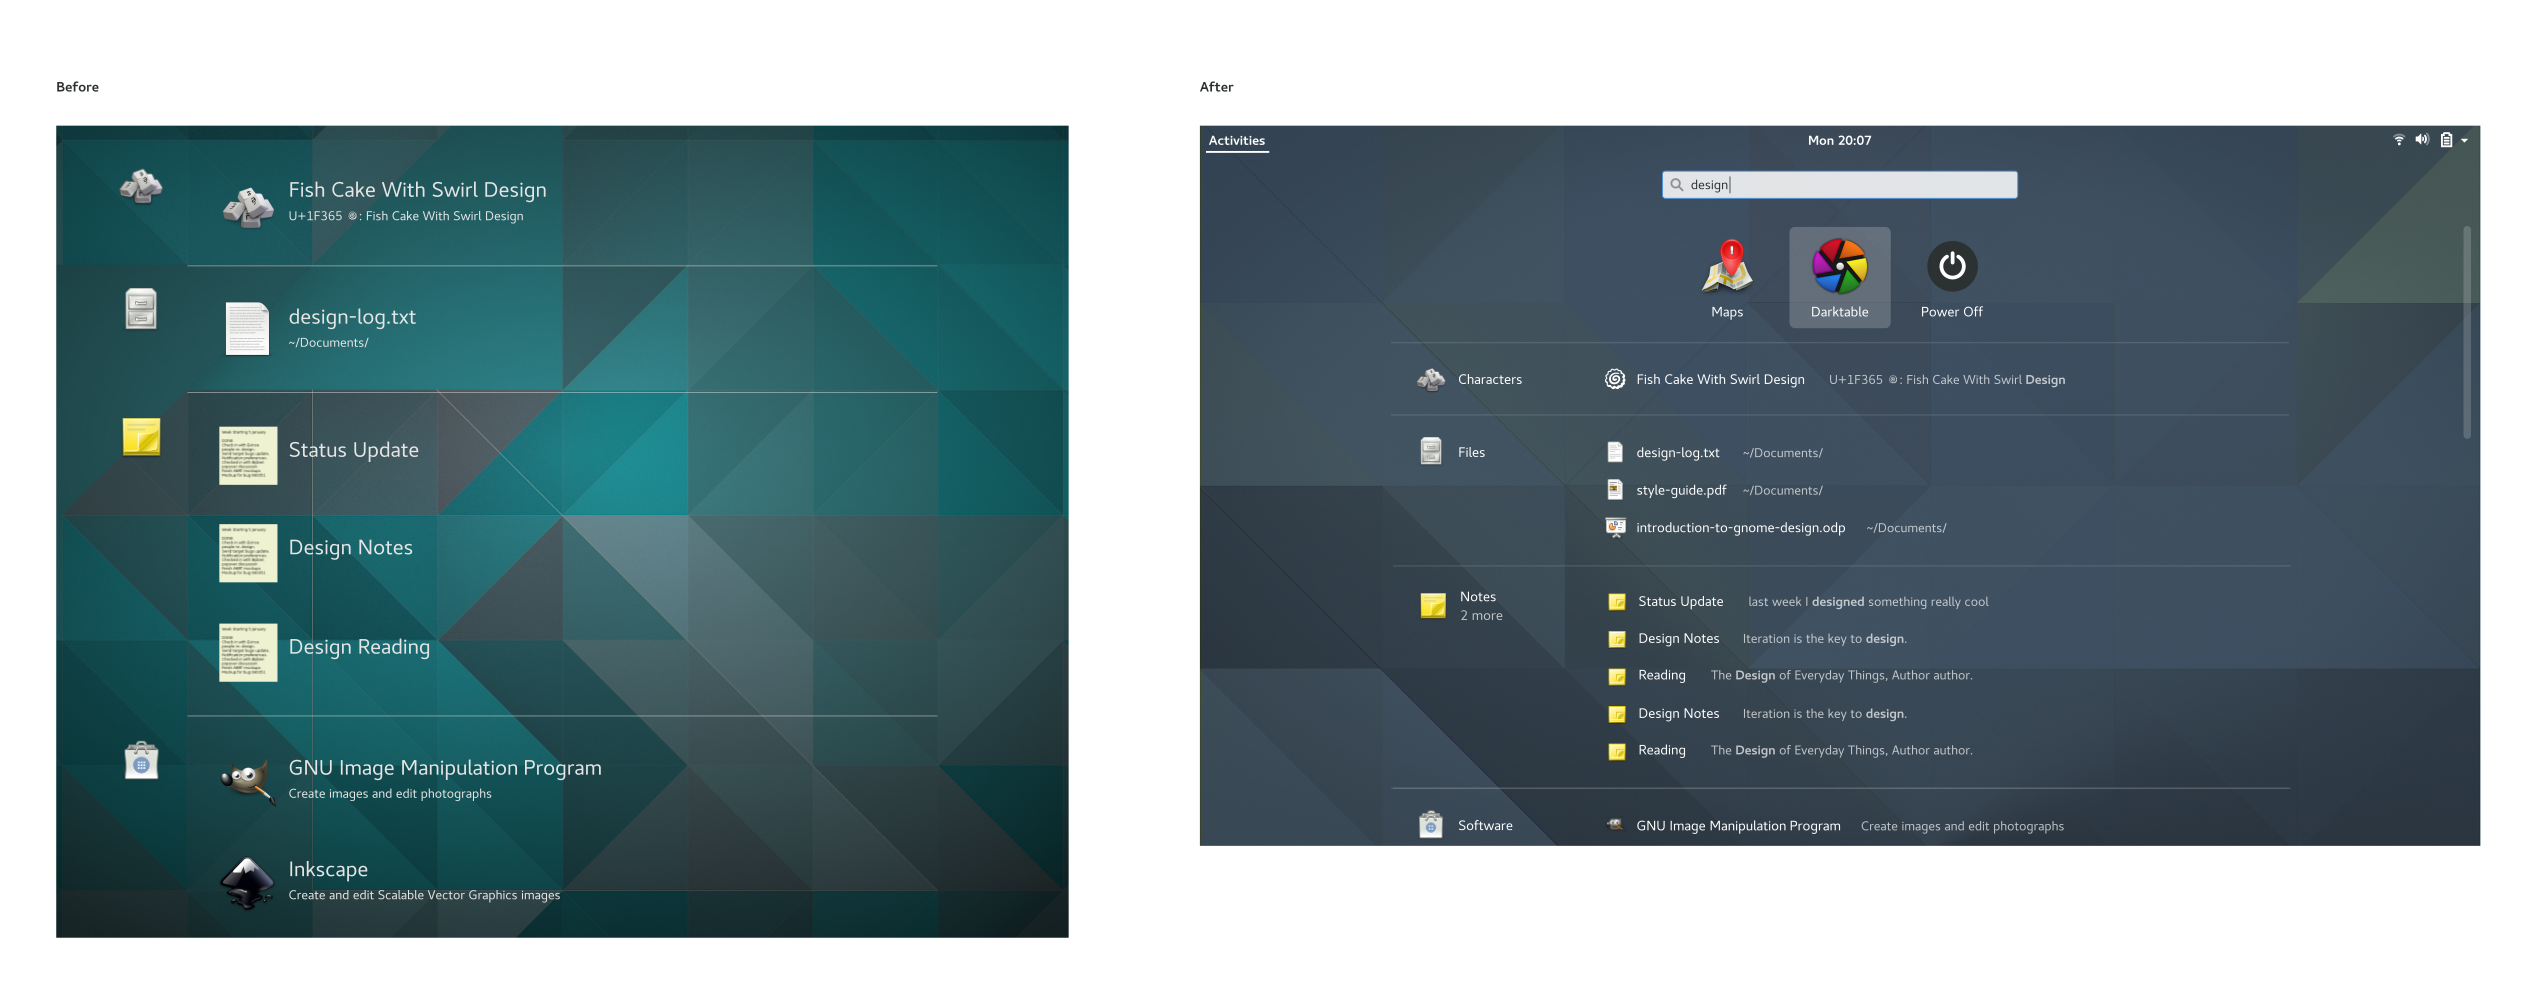 Before
Fish Cake With Swirl Design
U+1F365 🍥: Fish Cake With Swirl Design
design-log.txt
~/Documents/
Status Update
Design Notes
Design Reading
GNU Image Manipulation Program
Create images and edit photographs
Inkscape
Create and edit Scalable Vector Graphics images
After
Activities
Mon 20:07
design
Maps
Darktable
Power Off
Characters
Fish Cake With Swirl Design U+1F365 🍥: Fish Cake With Swirl Design
Files
design-log.txt ~/Documents/
style-guide.pdf ~/Documents/
introduction-to-gnome-design.odp ~/Documents/
Notes
2 more
Status Update last week I designed something really cool
Design Notes Iteration is the key to design.
Reading The Design of Everyday Things, Author author.
Design Notes Iteration is the key to design.
Reading The Design of Everyday Things, Author author.
Software
GNU Image Manipulation Program Create images and edit photographs